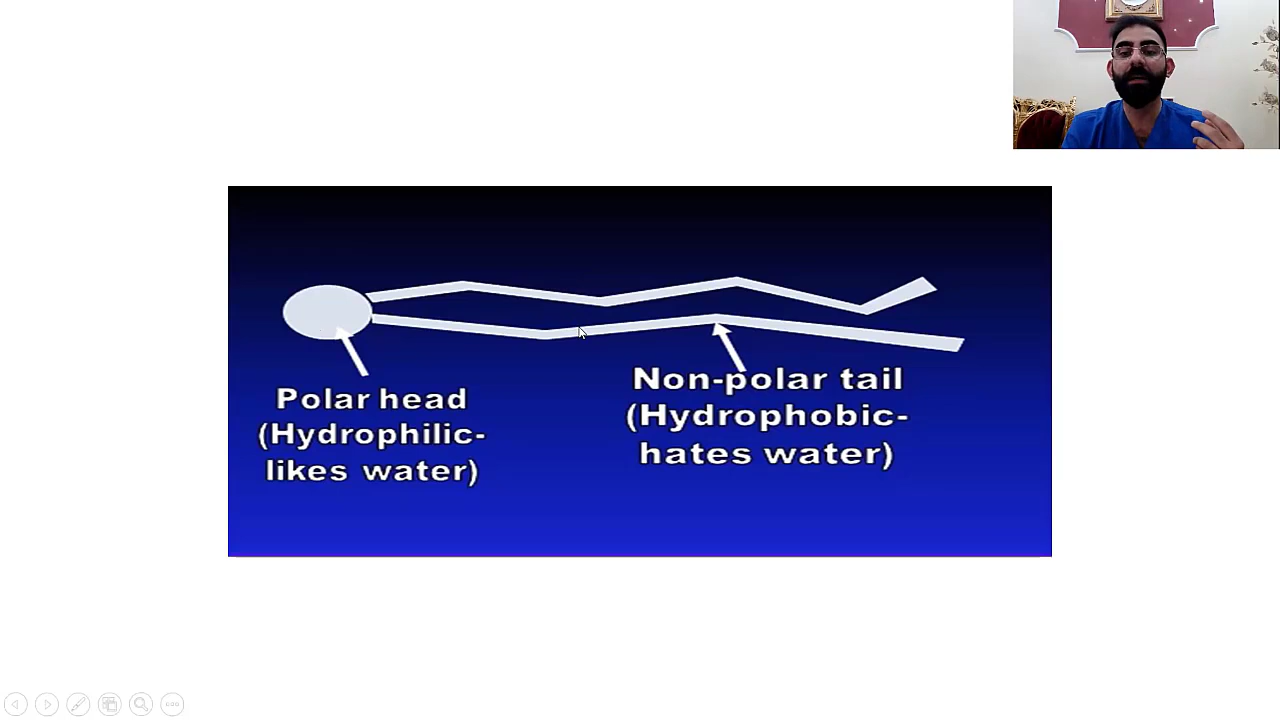 Polar head
(Hydrophilic-
likes water)
Non-polar tail
(Hydrophobic-
hates water)